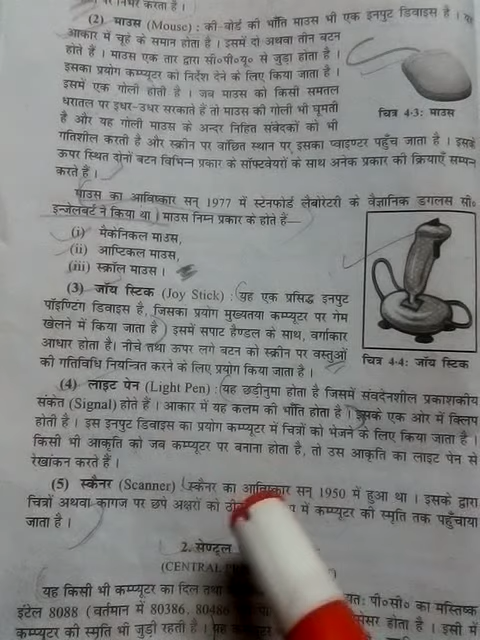 पर निर्भर करता है ।
(2) माउस (Mouse) : की-बोर्ड की भाँति माउस भी एक इनपुट डिवाइस है ।
आकार में चूहे के समान होता है । इसमें दो अथवा तीन बटन
होते हैं । माउस एक तार द्वारा सी०पी०यू० से जुड़ा होता है ।
इसका प्रयोग कम्प्यूटर को निर्देश देने के लिए किया जाता है ।
इसमें एक गोली होती है । जब माउस को किसी समतल
धरातल पर इधर-उधर सरकाते हैं तो माउस की गोली भी घूमती
है और यह गोली माउस के अन्दर निहित संवेदकों को भी
चित्र 4·3: माउस
गतिशील करती है और स्क्रीन पर वांछित स्थान पर इसका प्वाइण्टर पहुँच जाता है । इसके
ऊपर स्थित दोनों बटन विभिन्न प्रकार के सॉफ्टवेयरों के साथ अनेक प्रकार की क्रियाएँ सम्पन्न
करते हैं ।
माउस का आविष्कार सन् 1977 में स्टेनफोर्ड लैबोरेटरी के वैज्ञानिक डगलस सी०
इन्जेलबर्ट ने किया था । माउस निम्न प्रकार के होते हैं—
(i) मैकेनिकल माउस,
(ii) आप्टिकल माउस,
(iii) स्क्रॉल माउस ।
(3) जॉय स्टिक (Joy Stick) : यह एक प्रसिद्ध इनपुट
पॉइण्टिंग डिवाइस है, जिसका प्रयोग मुख्यतया कम्प्यूटर पर गेम
खेलने में किया जाता है । इसमें सपाट हैण्डल के साथ, वर्गाकार
आधार होता है। नीचे तथा ऊपर लगे बटन को स्क्रीन पर वस्तुओं
की गतिविधि नियन्त्रित करने के लिए प्रयोग किया जाता है ।
चित्र 4·4: जॉय स्टिक
(4) लाइट पेन (Light Pen) : यह छड़ीनुमा होता है जिसमें संवेदनशील प्रकाशकीय
संकेत (Signal) होते हैं । आकार में यह कलम की भाँति होता है । इसके एक ओर में क्लिप
होती है । इस इनपुट डिवाइस का प्रयोग कम्प्यूटर में चित्रों को भेजने के लिए किया जाता है ।
किसी भी आकृति को जब कम्प्यूटर पर बनाना होता है, तो उस आकृति का लाइट पेन से
रेखांकन करते हैं ।
(5) स्कैनर (Scanner) : स्कैनर का आविष्कार सन् 1950 में हुआ था । इसके द्वारा
चित्रों अथवा कागज पर छपे अक्षरों को में कम्प्यूटर की स्मृति तक पहुँचाया
जाता है ।
2. सेण्ट्रल
(CENTRAL
यह किसी भी कम्प्यूटर का दिल तथा पी०सी० का मस्तिष्क
इंटेल 8088 (वर्तमान में 80386, 80486 होता है । इसी में
कम्प्यूटर की स्मृति भी जुड़ी रहती है ।